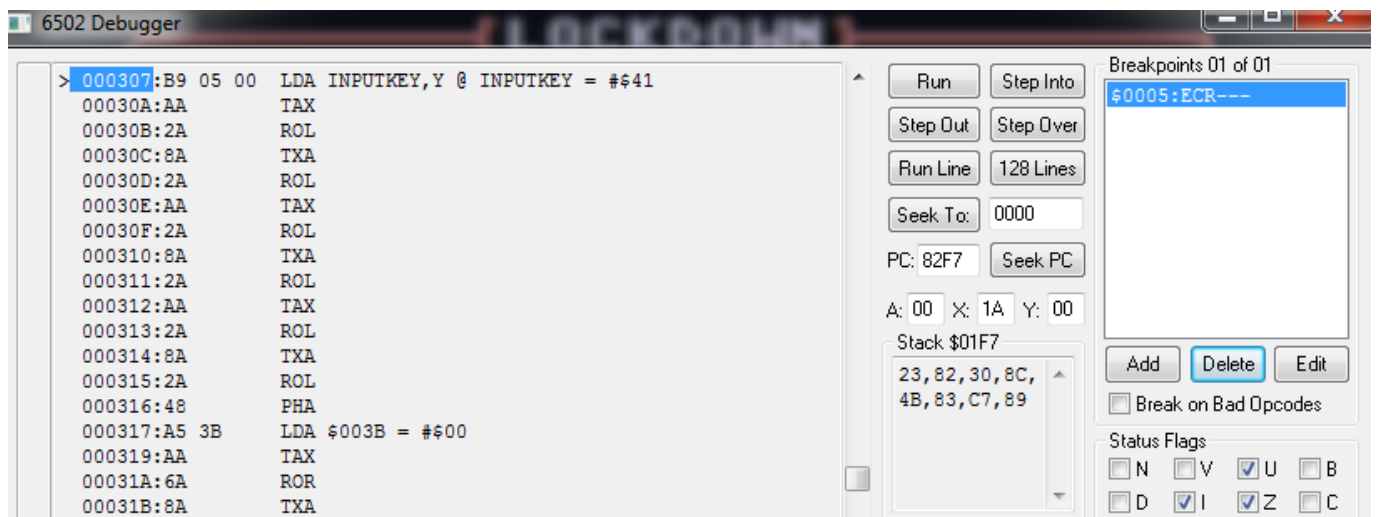 6502 Debugger
LOCKDOWN
> 000307:B9 05 00 LDA INPUTKEY,Y @ INPUTKEY = #$41
00030A:AA TAX
00030B:2A ROL
00030C:8A TXA
00030D:2A ROL
00030E:AA TAX
00030F:2A ROL
000310:8A TXA
000311:2A ROL
000312:AA TAX
000313:2A ROL
000314:8A TXA
000315:2A ROL
000316:48 PHA
000317:A5 3B LDA $003B = #$00
000319:AA TAX
00031A:6A ROR
00031B:8A TXA
Run
Step Into
Step Out
Step Over
Run Line
128 Lines
Seek To:
0000
PC: 82F7
Seek PC
A: 00 X: 1A Y: 00
Stack $01F7
23,82,30,8C,
4B,83,C7,89
Breakpoints 01 of 01
$0005:ECR---
Add
Delete
Edit
Break on Bad Opcodes
Status Flags
N V U B
D I Z C